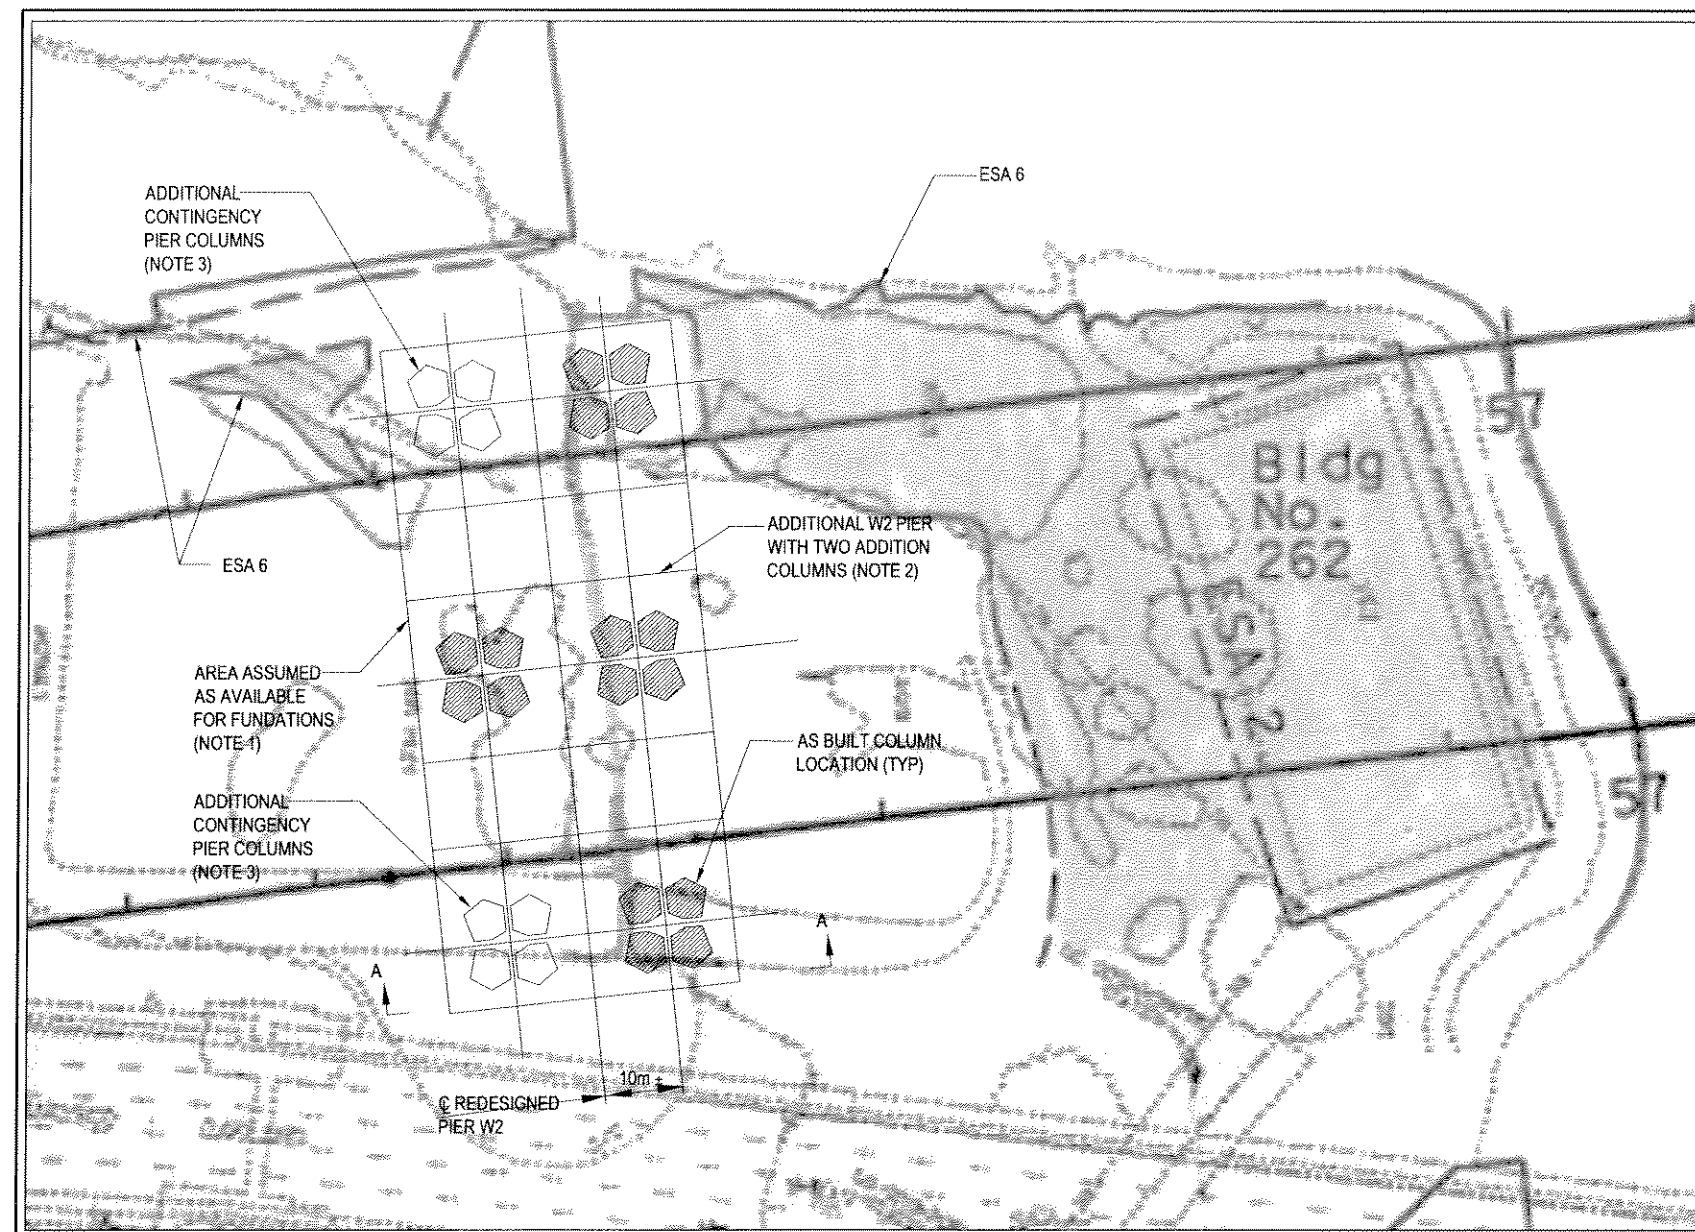 ADDITIONAL
CONTINGENCY
PIER COLUMNS
(NOTE 3)
ESA 6
ESA 6
ADDITIONAL W2 PIER
WITH TWO ADDITION
COLUMNS (NOTE 2)
57
Bldg
No.
262
ESA 2
AREA ASSUMED
AS AVAILABLE
FOR FUNDATIONS
(NOTE 1)
AS BUILT COLUMN
LOCATION (TYP)
57
ADDITIONAL
CONTINGENCY
PIER COLUMNS
(NOTE 3)
A
A
10m ±
℄ REDESIGNED
PIER W2